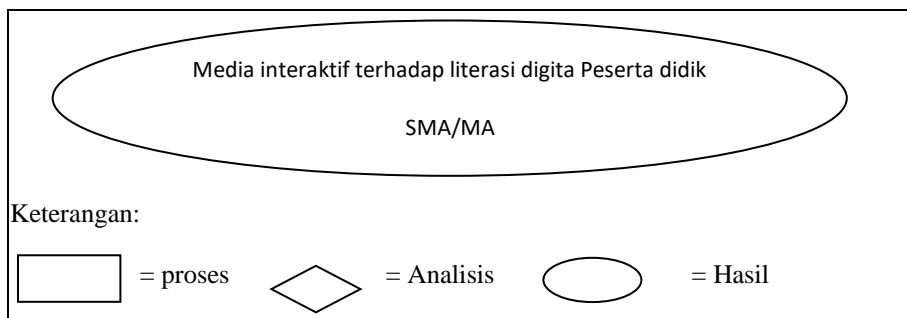 Media interaktif terhadap literasi digita Peserta didik
SMA/MA
Keterangan:
= proses = Analisis = Hasil